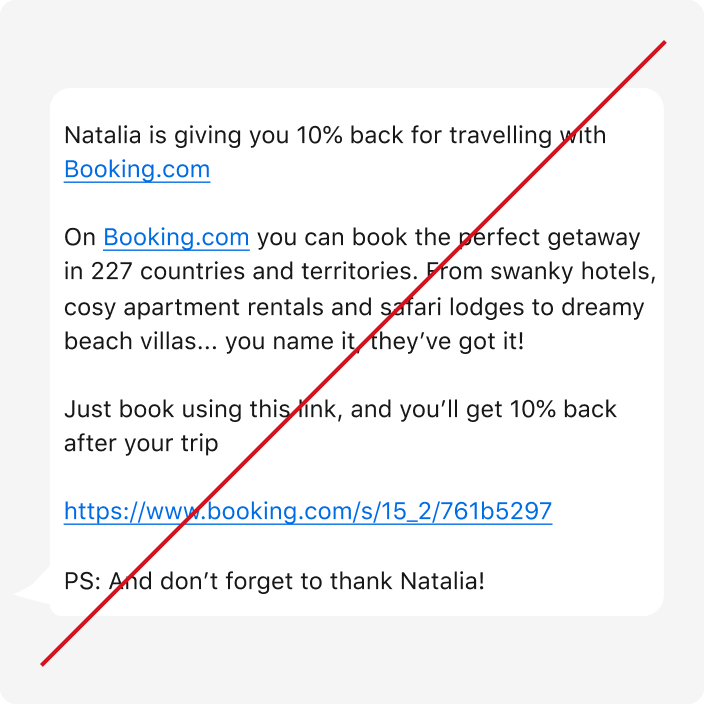 Natalia is giving you 10% back for travelling with
Booking.com
On Booking.com you can book the perfect getaway
in 227 countries and territories. From swanky hotels,
cosy apartment rentals and safari lodges to dreamy
beach villas... you name it, they’ve got it!
Just book using this link, and you’ll get 10% back
after your trip
https://www.booking.com/s/15_2/761b5297
PS: And don’t forget to thank Natalia!